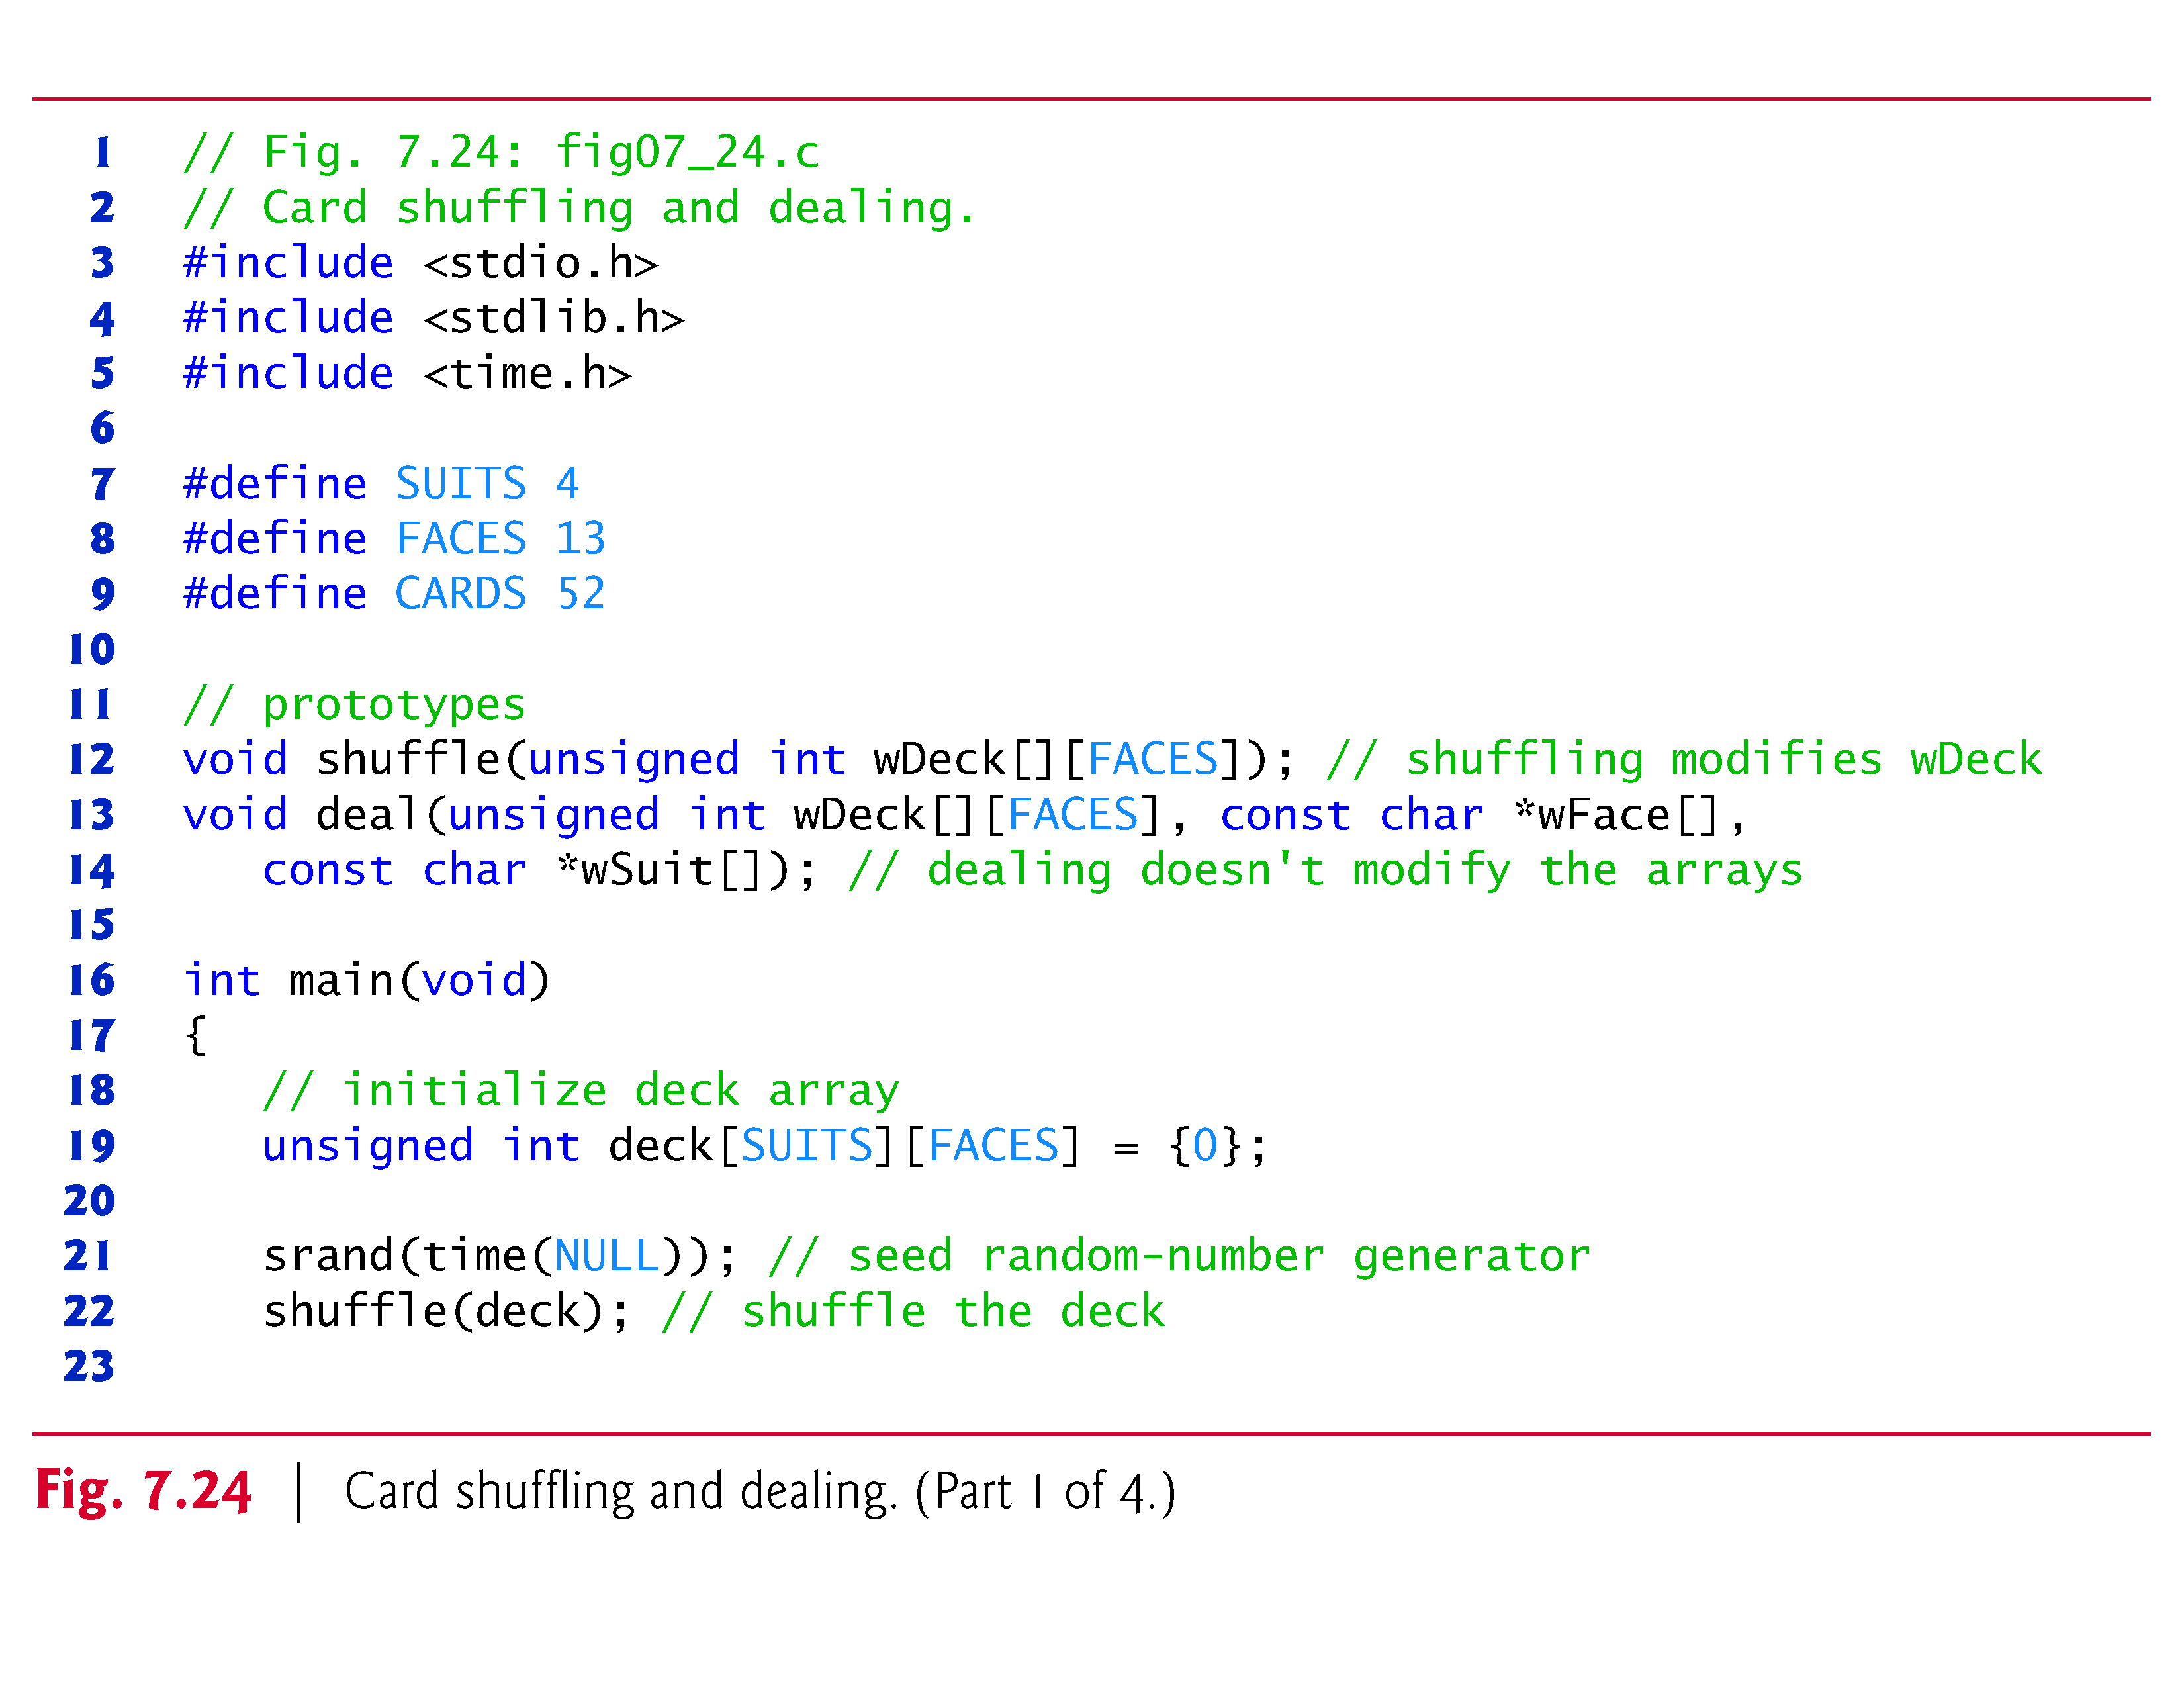 1 // Fig. 7.24: fig07_24.c
2 // Card shuffling and dealing.
3 #include <stdio.h>
4 #include <stdlib.h>
5 #include <time.h>
6
7 #define SUITS 4
8 #define FACES 13
9 #define CARDS 52
10
11 // prototypes
12 void shuffle(unsigned int wDeck[][FACES]); // shuffling modifies wDeck
13 void deal(unsigned int wDeck[][FACES], const char *wFace[],
14    const char *wSuit[]); // dealing doesn't modify the arrays
15
16 int main(void)
17 {
18    // initialize deck array
19    unsigned int deck[SUITS][FACES] = {0};
20
21    srand(time(NULL)); // seed random-number generator
22    shuffle(deck); // shuffle the deck
23
Fig. 7.24 | Card shuffling and dealing. (Part 1 of 4.)